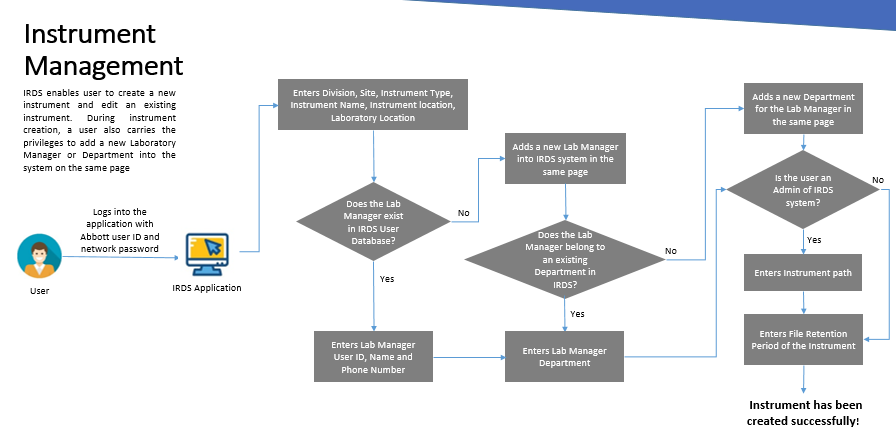 Instrument
Management
IRDS enables user to create a new
instrument and edit an existing
instrument. During instrument
creation, a user also carries the
privileges to add a new Laboratory
Manager or Department into the
system on the same page
Logs into the
application with
Abbott user ID and
network password
User
IRDS Application
Enters Division, Site, Instrument Type,
Instrument Name, Instrument location,
Laboratory Location
Does the Lab
Manager exist
in IRDS User
Database?
No
Yes
Enters Lab Manager
User ID, Name and
Phone Number
Adds a new Lab Manager
into IRDS system in the
same page
Does the Lab
Manager belong to
an existing
Department in
IRDS?
No
Yes
Enters Lab Manager
Department
Adds a new Department
for the Lab Manager in
the same page
Is the user an
Admin of IRDS
system?
No
Yes
Enters Instrument path
Enters File Retention
Period of the Instrument
Instrument has been
created successfully!